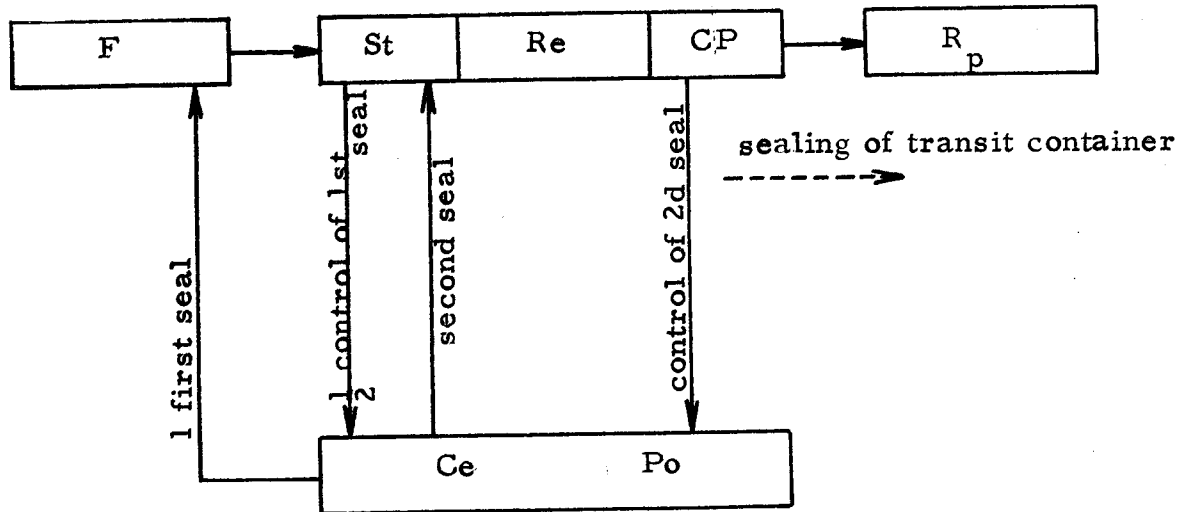 F
St
Re
CP
R
p
sealing of transit container
1 first seal
1 control of 1st
2 seal
second seal
control of 2d seal
Ce
Po